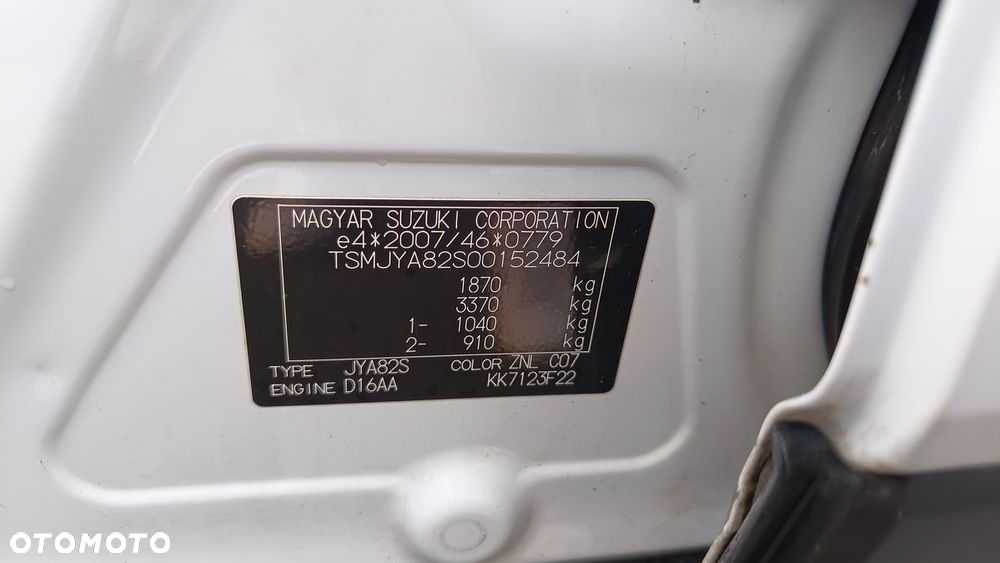 MAGYAR SUZUKI CORPORATION
e4*2007/46*0779
TSMJYA82S00152484
1870 kg
3370 kg
1- 1040 kg
2- 910 kg
TYPE JYA82S COLOR ZNL C07
ENGINE D16AA KK7123F22
OTOMOTO